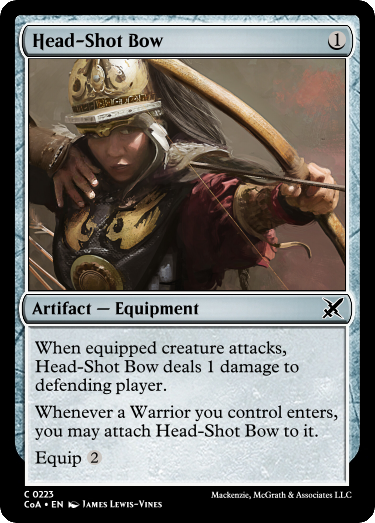 Head-Shot Bow 1
Artifact — Equipment
When equipped creature attacks,
Head-Shot Bow deals 1 damage to
defending player.
Whenever a Warrior you control enters,
you may attach Head-Shot Bow to it.
Equip 2
C 0223
CoA • EN James Lewis-Vines
Mackenzie, McGrath & Associates LLC